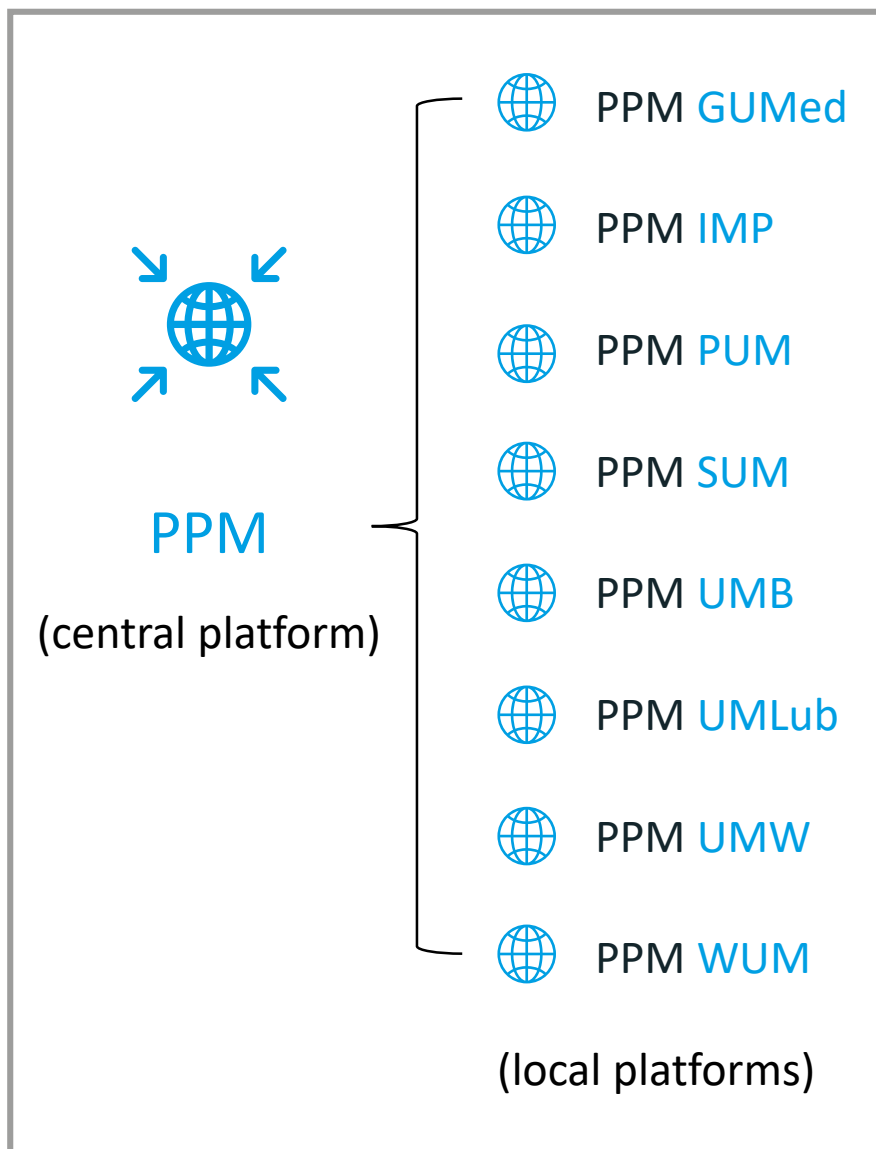 PPM
(central platform)
PPM GUMed
PPM IMP
PPM PUM
PPM SUM
PPM UMB
PPM UMLub
PPM UMW
PPM WUM
(local platforms)